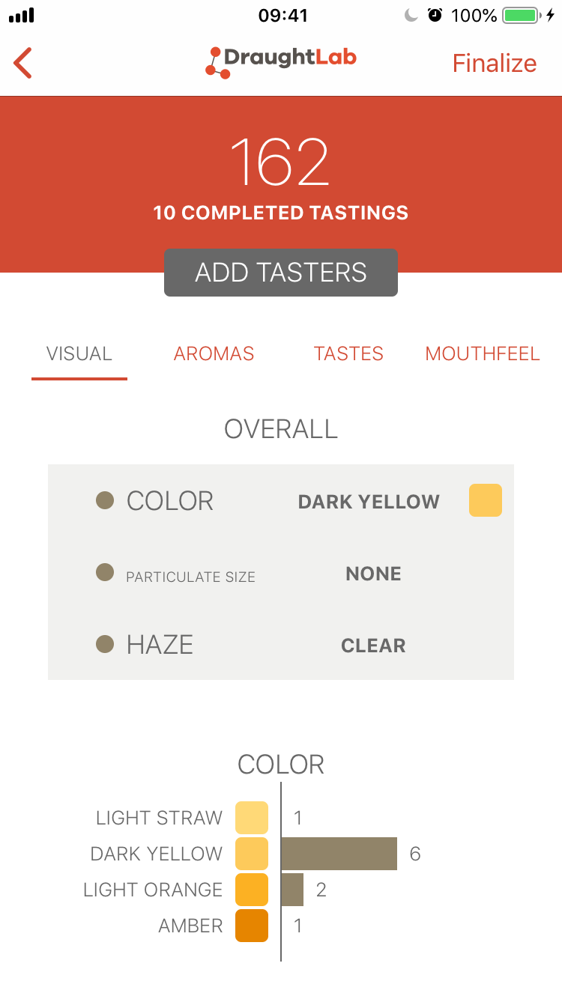 09:41
100%
DraughtLab
Finalize
162
10 COMPLETED TASTINGS
ADD TASTERS
VISUAL AROMAS TASTES MOUTHFEEL
OVERALL
COLOR DARK YELLOW
PARTICULATE SIZE NONE
HAZE CLEAR
COLOR
LIGHT STRAW 1
DARK YELLOW 6
LIGHT ORANGE 2
AMBER 1